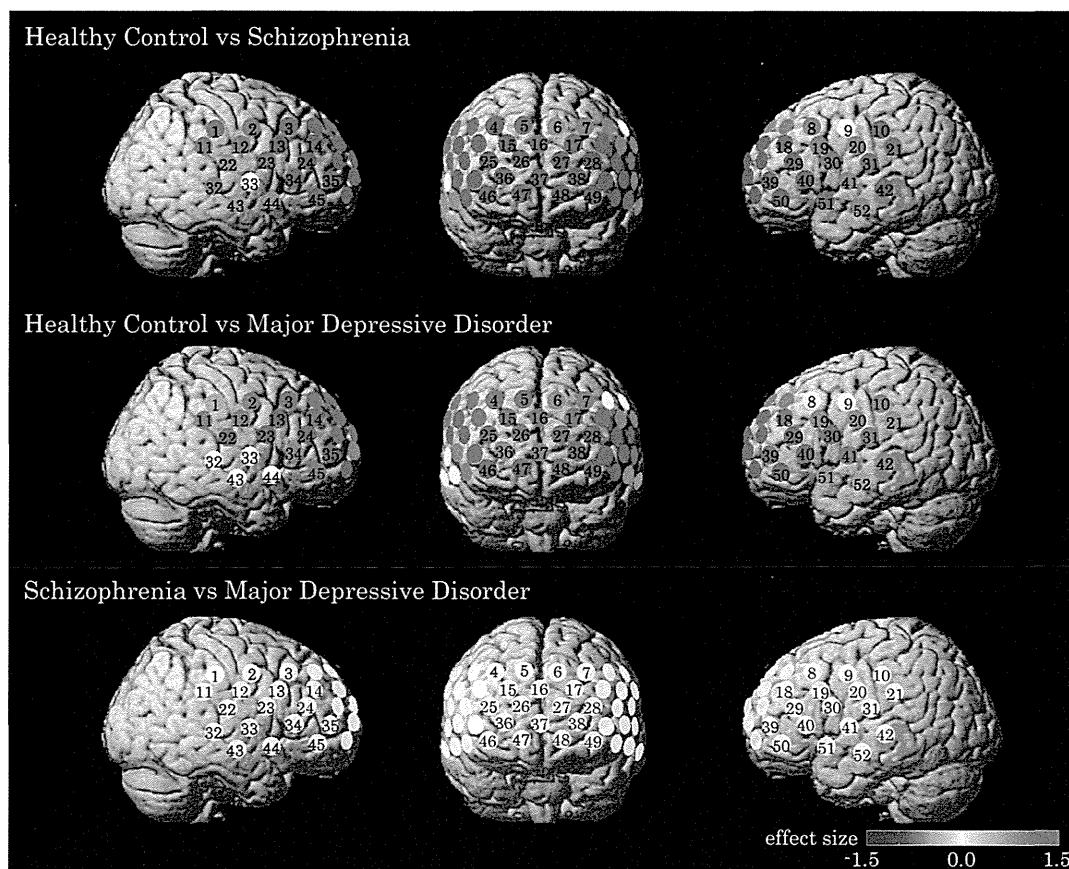 Healthy Control vs Schizophrenia
1 2 3 4 5 6 7 8 9 10
11 12 13 14 15 16 17 18 19 20 21
22 23 24 25 26 27 28 29 30 31
32 33 34 35 36 37 38 39 40 41 42
43 44 45 46 47 48 49 50 51 52
Healthy Control vs Major Depressive Disorder
1 2 3 4 5 6 7 8 9 10
11 12 13 14 15 16 17 18 19 20 21
22 23 24 25 26 27 28 29 30 31
32 33 34 35 36 37 38 39 40 41 42
43 44 45 46 47 48 49 50 51 52
Schizophrenia vs Major Depressive Disorder
1 2 3 4 5 6 7 8 9 10
11 12 13 14 15 16 17 18 19 20 21
22 23 24 25 26 27 28 29 30 31
32 33 34 35 36 37 38 39 40 41 42
43 44 45 46 47 48 49 50 51 52
effect size
-1.5 0.0 1.5